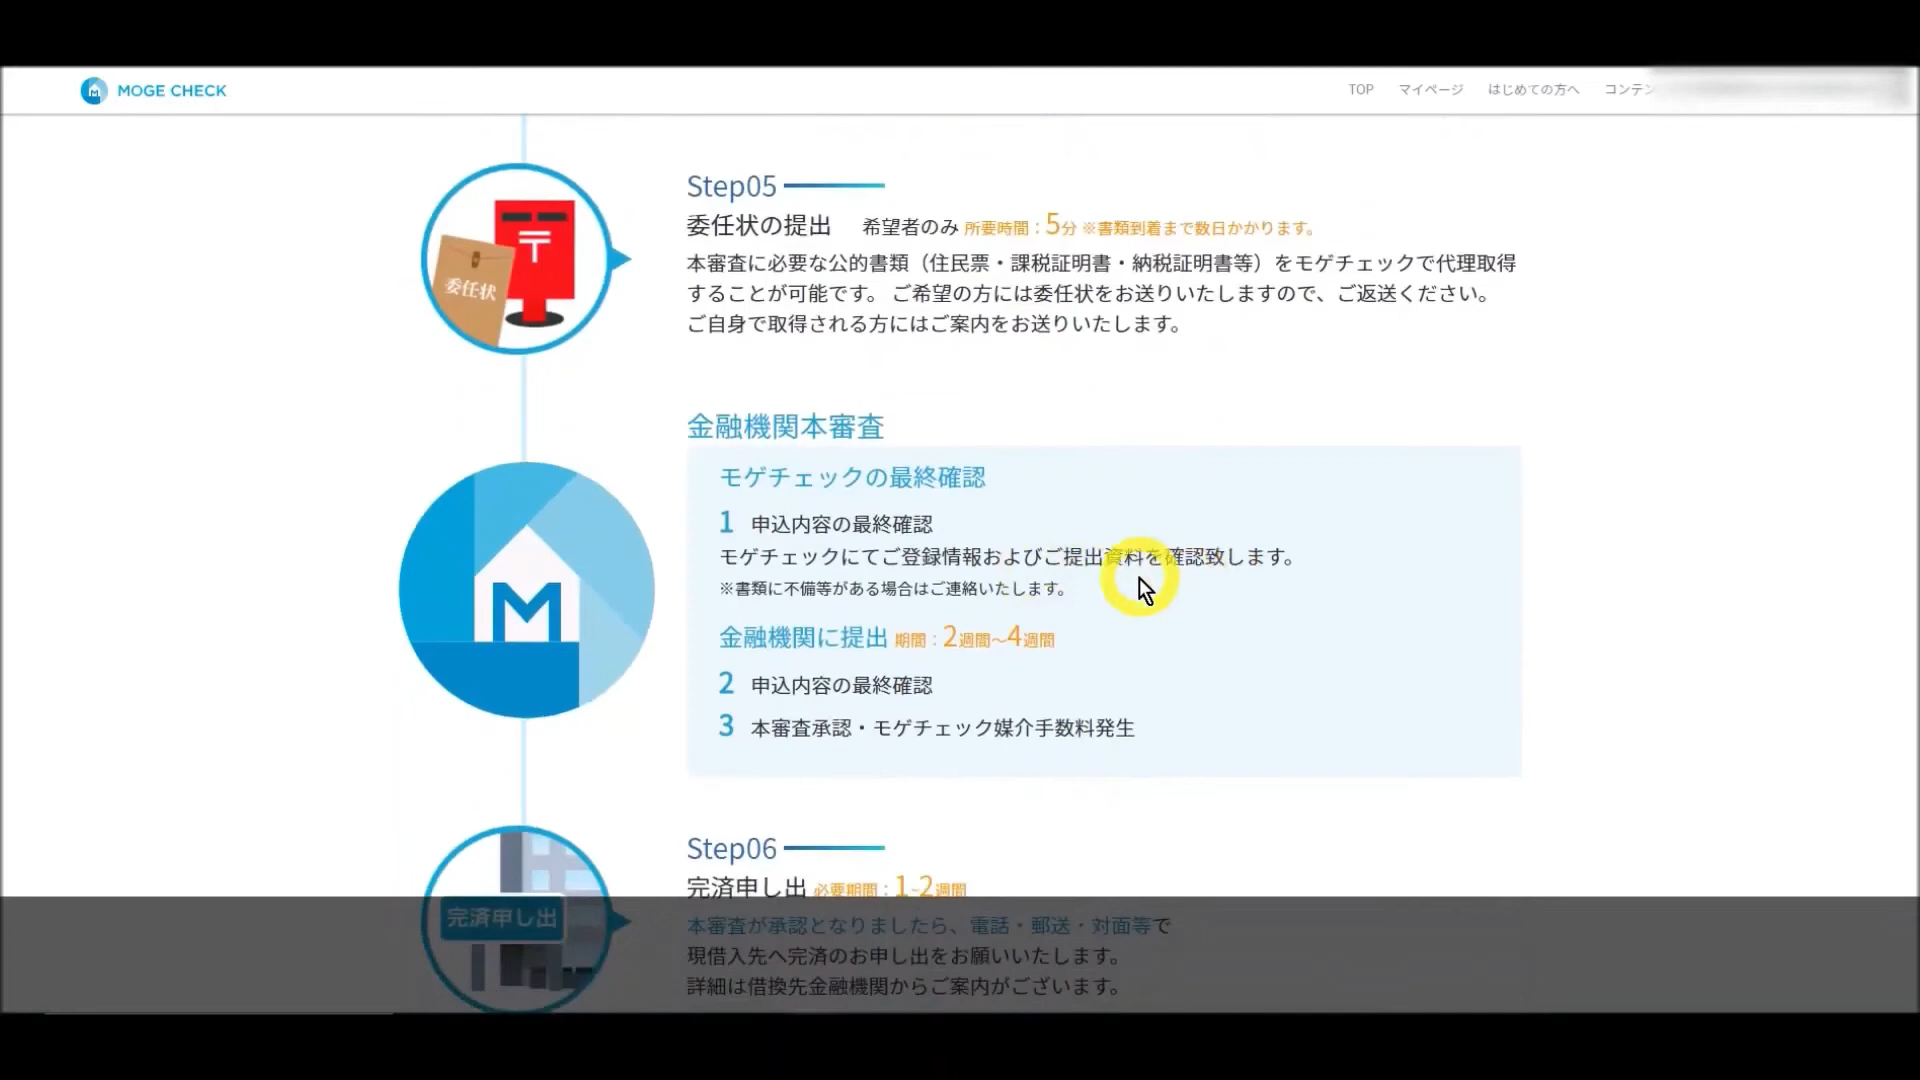 MOGE CHECK
TOP マイページ はじめての方へ コンテン
Step05
委任状の提出 希望者のみ 所要時間：5分 ※書類到着まで数日かかります。
委任状
本審査に必要な公的書類（住民票・課税証明書・納税証明書等）をモゲチェックで代理取得
することが可能です。ご希望の方には委任状をお送りいたしますので、ご返送ください。
ご自身で取得される方にはご案内をお送りいたします。
金融機関本審査
モゲチェックの最終確認
1 申込内容の最終確認
モゲチェックにてご登録情報およびご提出資料を確認致します。
※書類に不備等がある場合はご連絡いたします。
金融機関に提出 期間：2週間～4週間
2 申込内容の最終確認
3 本審査承認・モゲチェック媒介手数料発生
M
Step06
完済申し出 必要期間：1-2週間
完済申し出
本審査が承認となりましたら、電話・郵送・対面等で
現借入先へ完済のお申し出をお願いいたします。
詳細は借換先金融機関からご案内がございます。